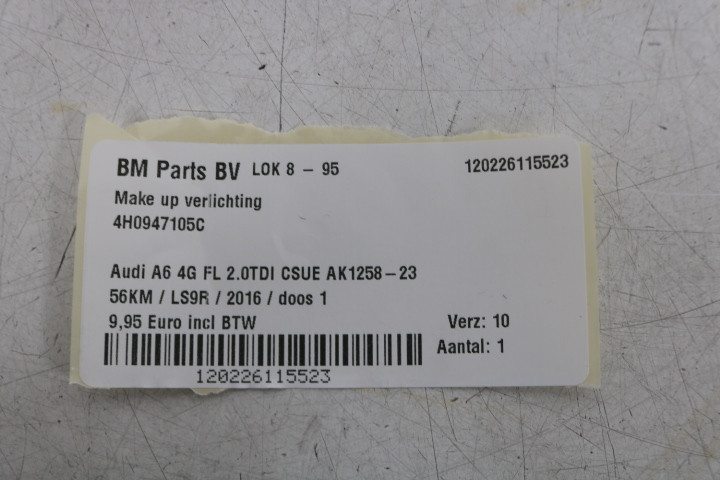 BM Parts BV LOK 8 - 95 120226115523
Make up verlichting
4H0947105C
Audi A6 4G FL 2.0TDI CSUE AK1258-23
56KM / LS9R / 2016 / doos 1
9,95 Euro incl BTW Verz: 10
Aantal: 1
120226115523